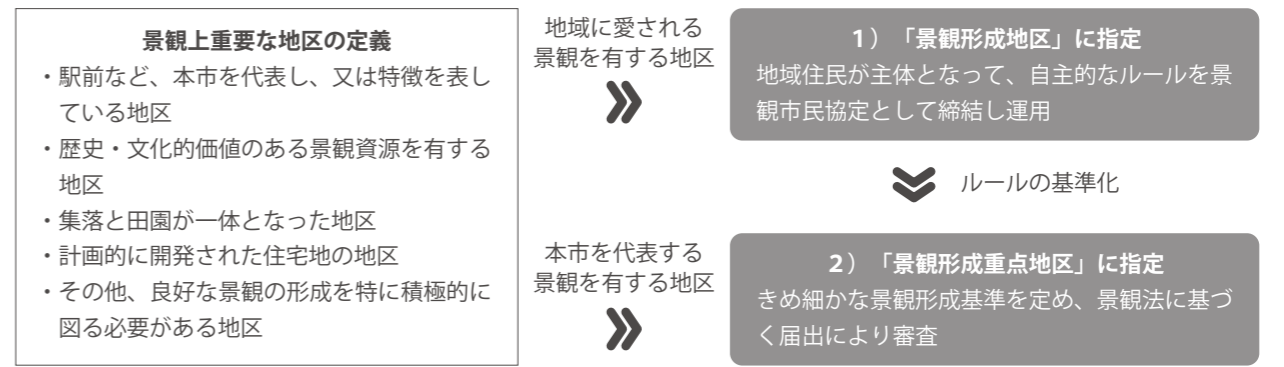 景観上重要な地区の定義
・駅前など、本市を代表し、又は特徴を表し
ている地区
・歴史・文化的価値のある景観資源を有する
地区
・集落と田園が一体となった地区
・計画的に開発された住宅地の地区
・その他、良好な景観の形成を特に積極的に
図る必要がある地区
地域に愛される
景観を有する地区
1）「景観形成地区」に指定
地域住民が主体となって、自主的なルールを景
観市民協定として締結し運用
ルールの基準化
本市を代表する
景観を有する地区
2）「景観形成重点地区」に指定
きめ細かな景観形成基準を定め、景観法に基づ
く届出により審査